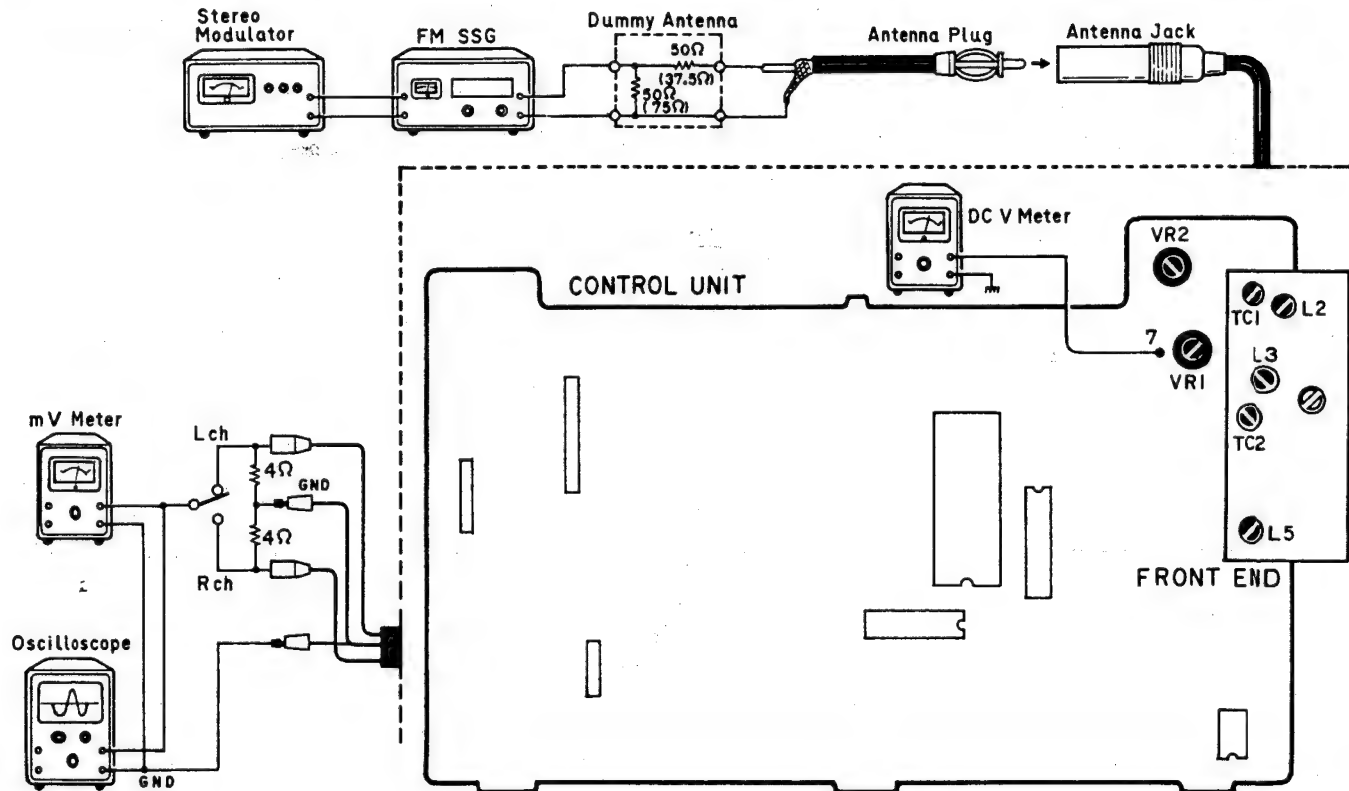 Stereo
Modulator
FM SSG
Dummy Antenna
50Ω
(37.5Ω)
50Ω
(75Ω)
Antenna Plug
Antenna Jack
DC V Meter
VR2
CONTROL UNIT
TC1
L2
7
VR1
L3
TC2
mV Meter
Lch
4Ω
GND
4Ω
Rch
L5
FRONT END
Oscilloscope
GND